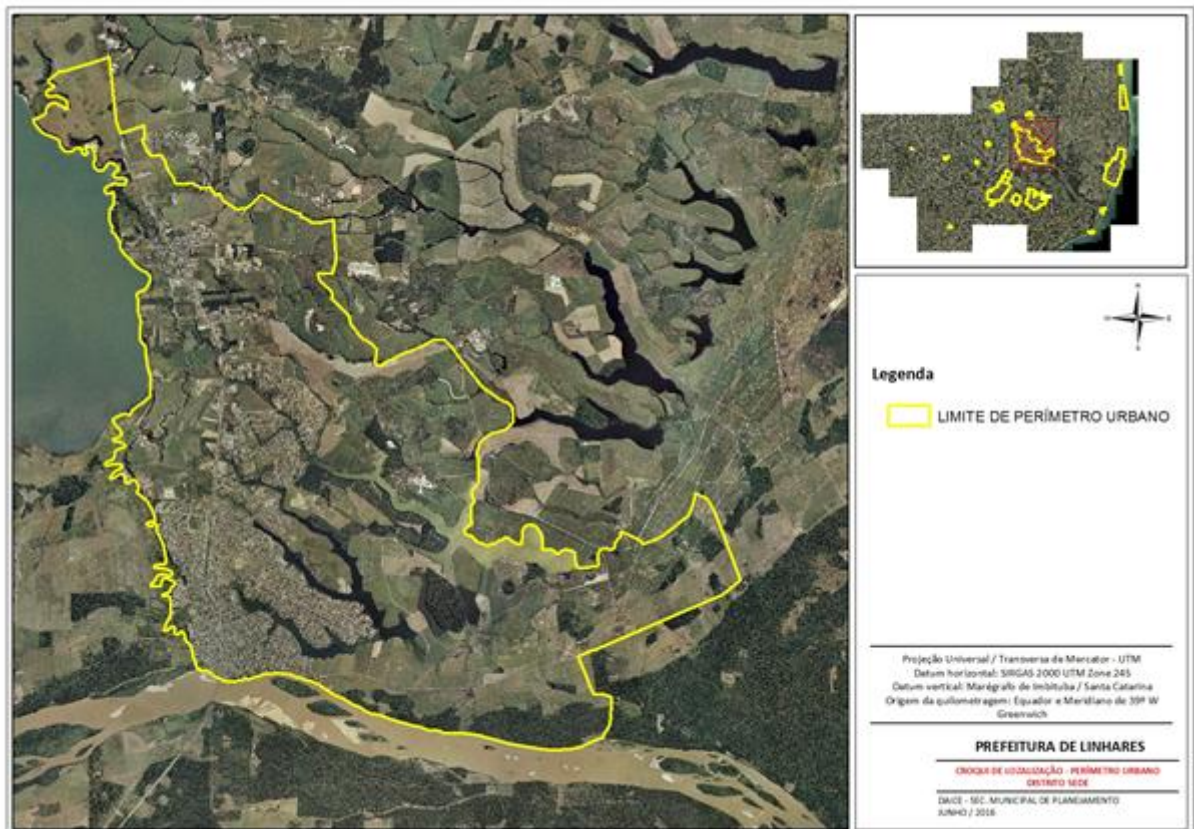 Legenda
LIMITE DE PERÍMETRO URBANO
Projeção Universal / Transversa de Mercator - UTM
Datum horizontal: SIRGAS 2000 UTM Zone 24S
Datum vertical: Marégrafo de Imbituba / Santa Catarina
Origem da quilometragem: Equador e Meridiano de 39º W
Greenwich
PREFEITURA DE LINHARES
CROQUI DE LOZALIZAÇÃO - PERÍMETRO URBANO
DISTRITO SEDE
SEC. MUNICIPAL DE PLANEJAMENTO
JUNHO / 2016